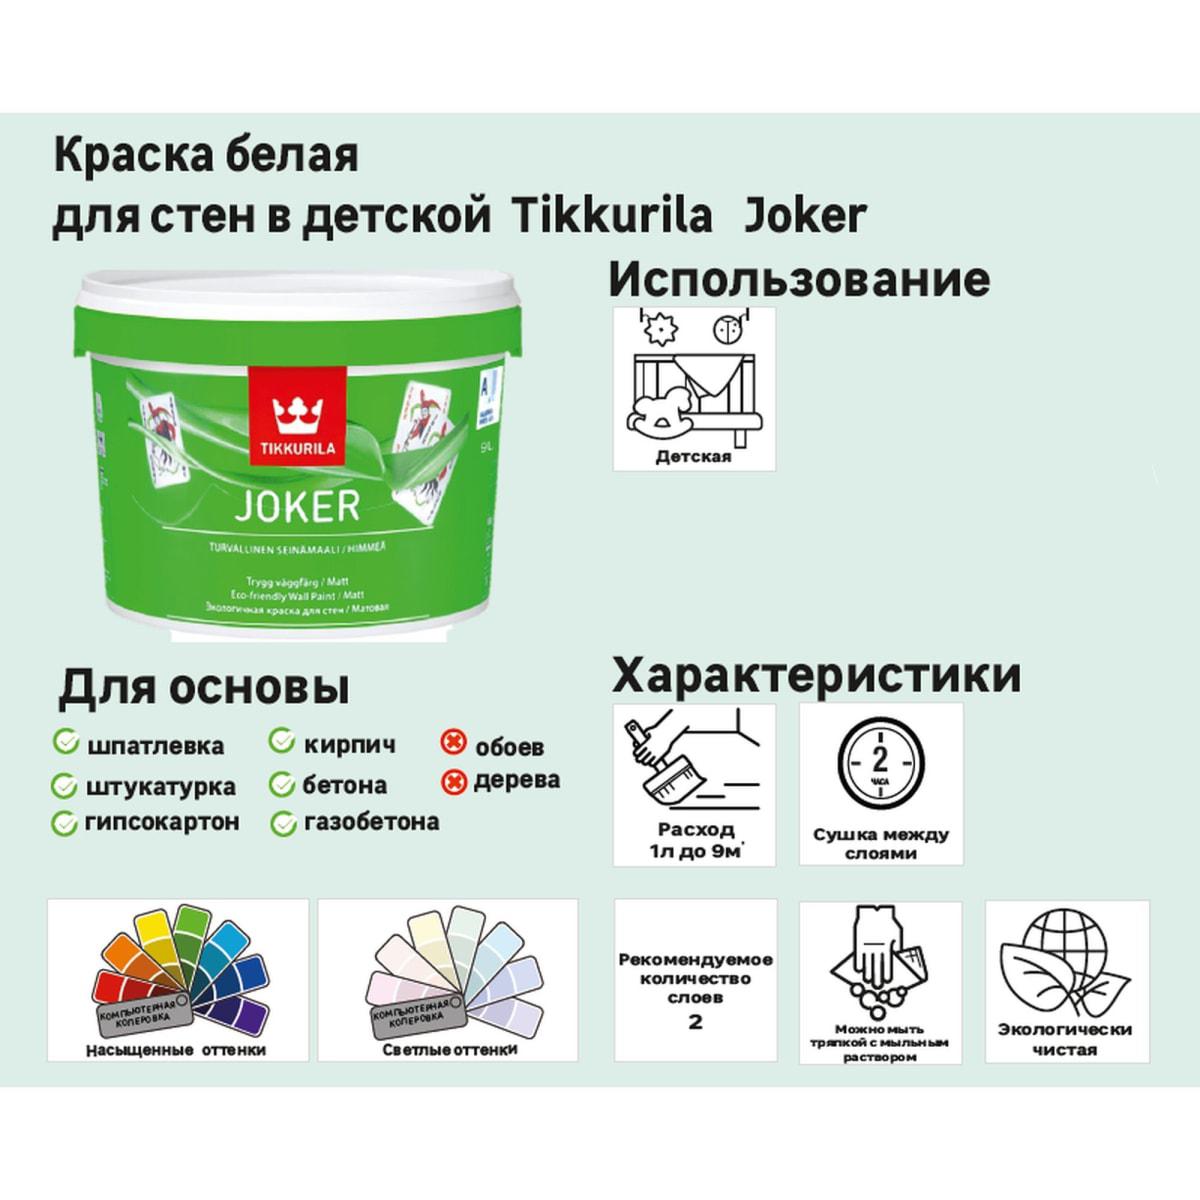 Краска белая
для стен в детской Tikkurila Joker
Использование
Детская
TIKKURILA
JOKER
TURVALLINEN SEINÄMAALI / HIMMEÄ
Trygg väggfärg / Matt
Eco-friendly Wall Paint / Matt
Экологичная краска для стен / Матовая
A
9L
Для основы
шпатлевка
штукатурка
гипсокартон
кирпич
бетона
газобетона
обоев
дерева
Характеристики
Расход
1л до 9м²
2
ЧАСА
Сушка между
слоями
КОМПЬЮТЕРНАЯ
КОЛЕРОВКА
Насыщенные оттенки
КОМПЬЮТЕРНАЯ
КОЛЕРОВКА
Светлые оттенки
Рекомендуемое
количество
слоев
2
Можно мыть
тряпкой с мыльным
раствором
Экологически
чистая